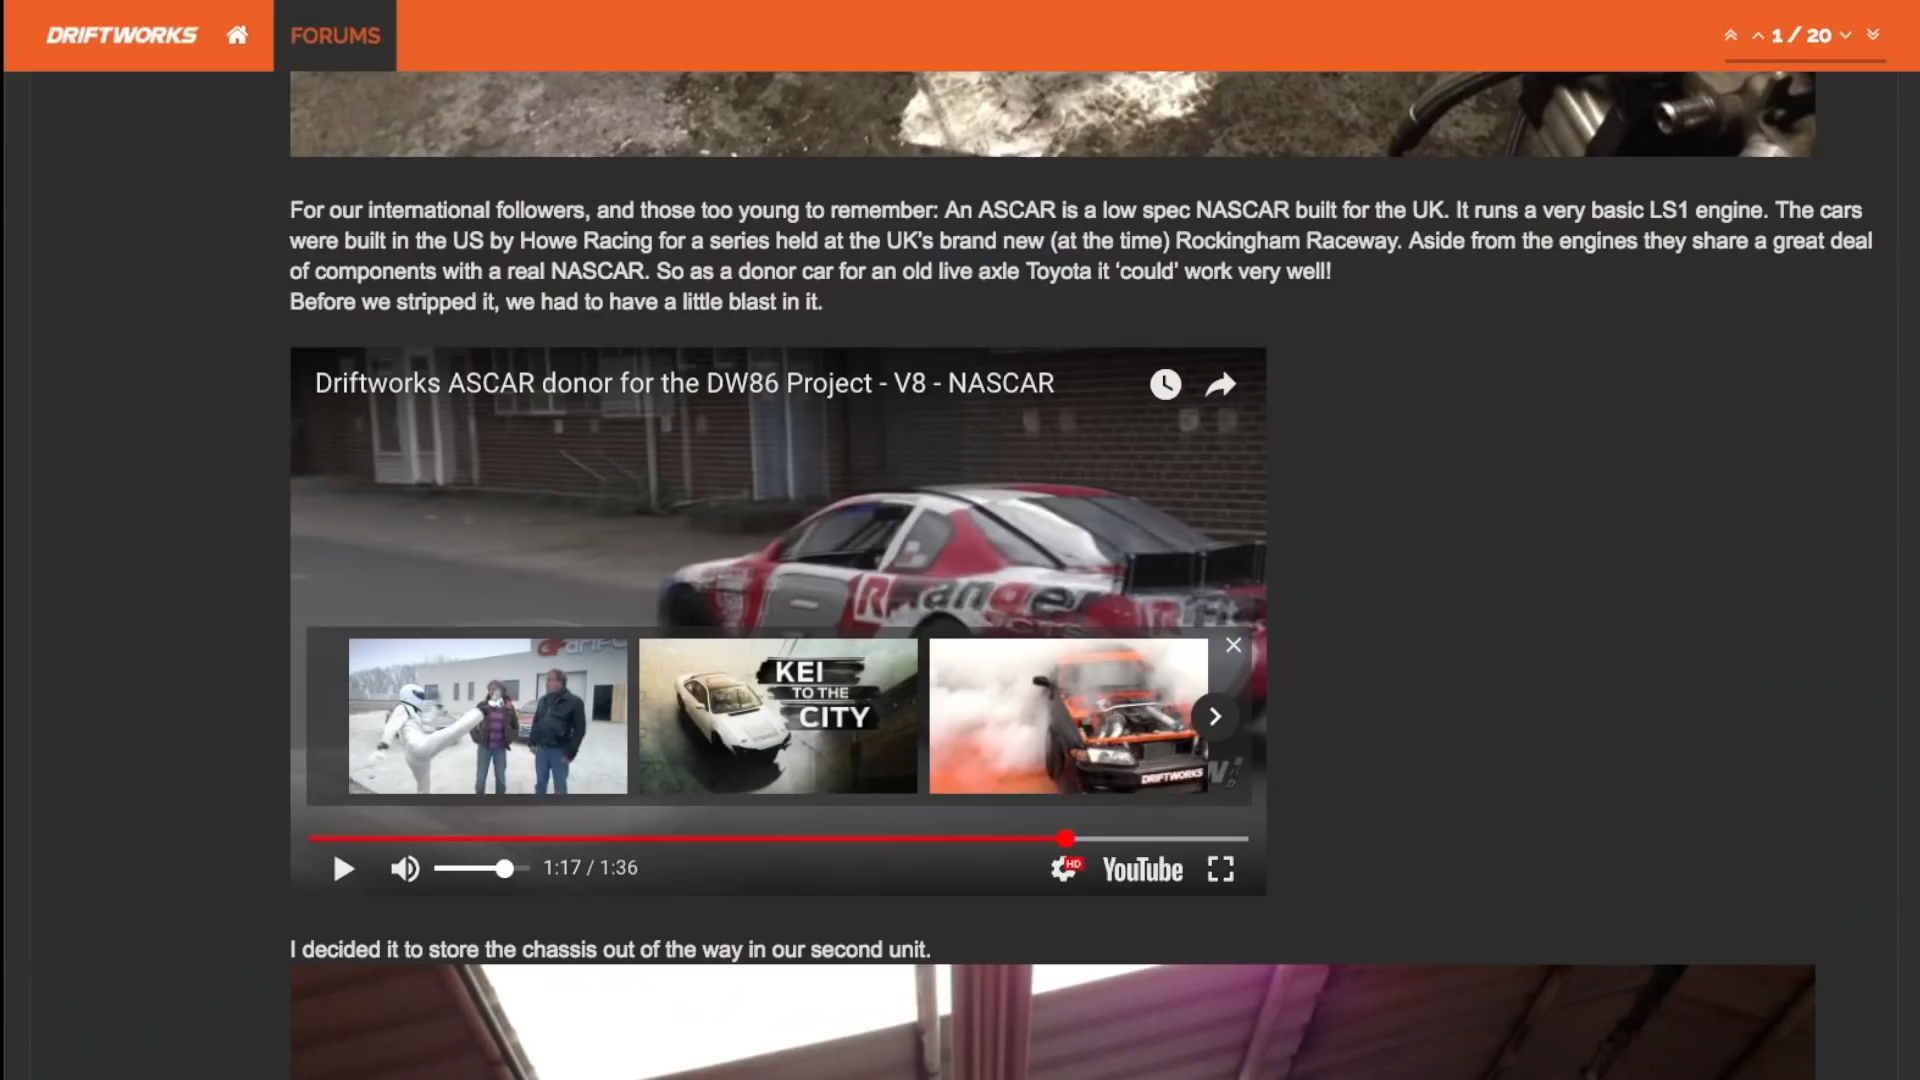 DRIFTWORKS
FORUMS
1 / 20
For our international followers, and those too young to remember: An ASCAR is a low spec NASCAR built for the UK. It runs a very basic LS1 engine. The cars
were built in the US by Howe Racing for a series held at the UK's brand new (at the time) Rockingham Raceway. Aside from the engines they share a great deal
of components with a real NASCAR. So as a donor car for an old live axle Toyota it ‘could’ work very well!
Before we stripped it, we had to have a little blast in it.
Driftworks ASCAR donor for the DW86 Project - V8 - NASCAR
KEI
TO THE
CITY
DRIFTWORKS
1:17 / 1:36
HD
YouTube
I decided it to store the chassis out of the way in our second unit.